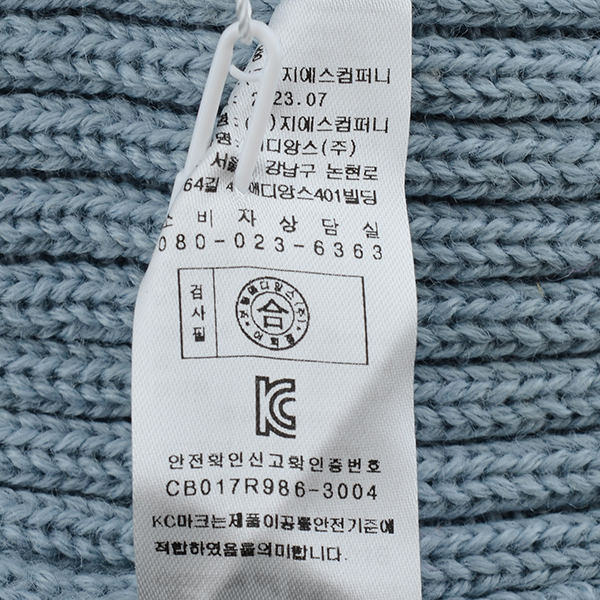 지에스컴퍼니
23.07
지에스컴퍼니
디앙스(주)
강남구 논현로
64길 디앙스401빌딩
소비자상담실
080-023-6363
검사필
合
KC
안전확인신고확인증번호
CB017R986-3004
KC마크는제품이공통안전기준에
적합하였음을의미합니다.